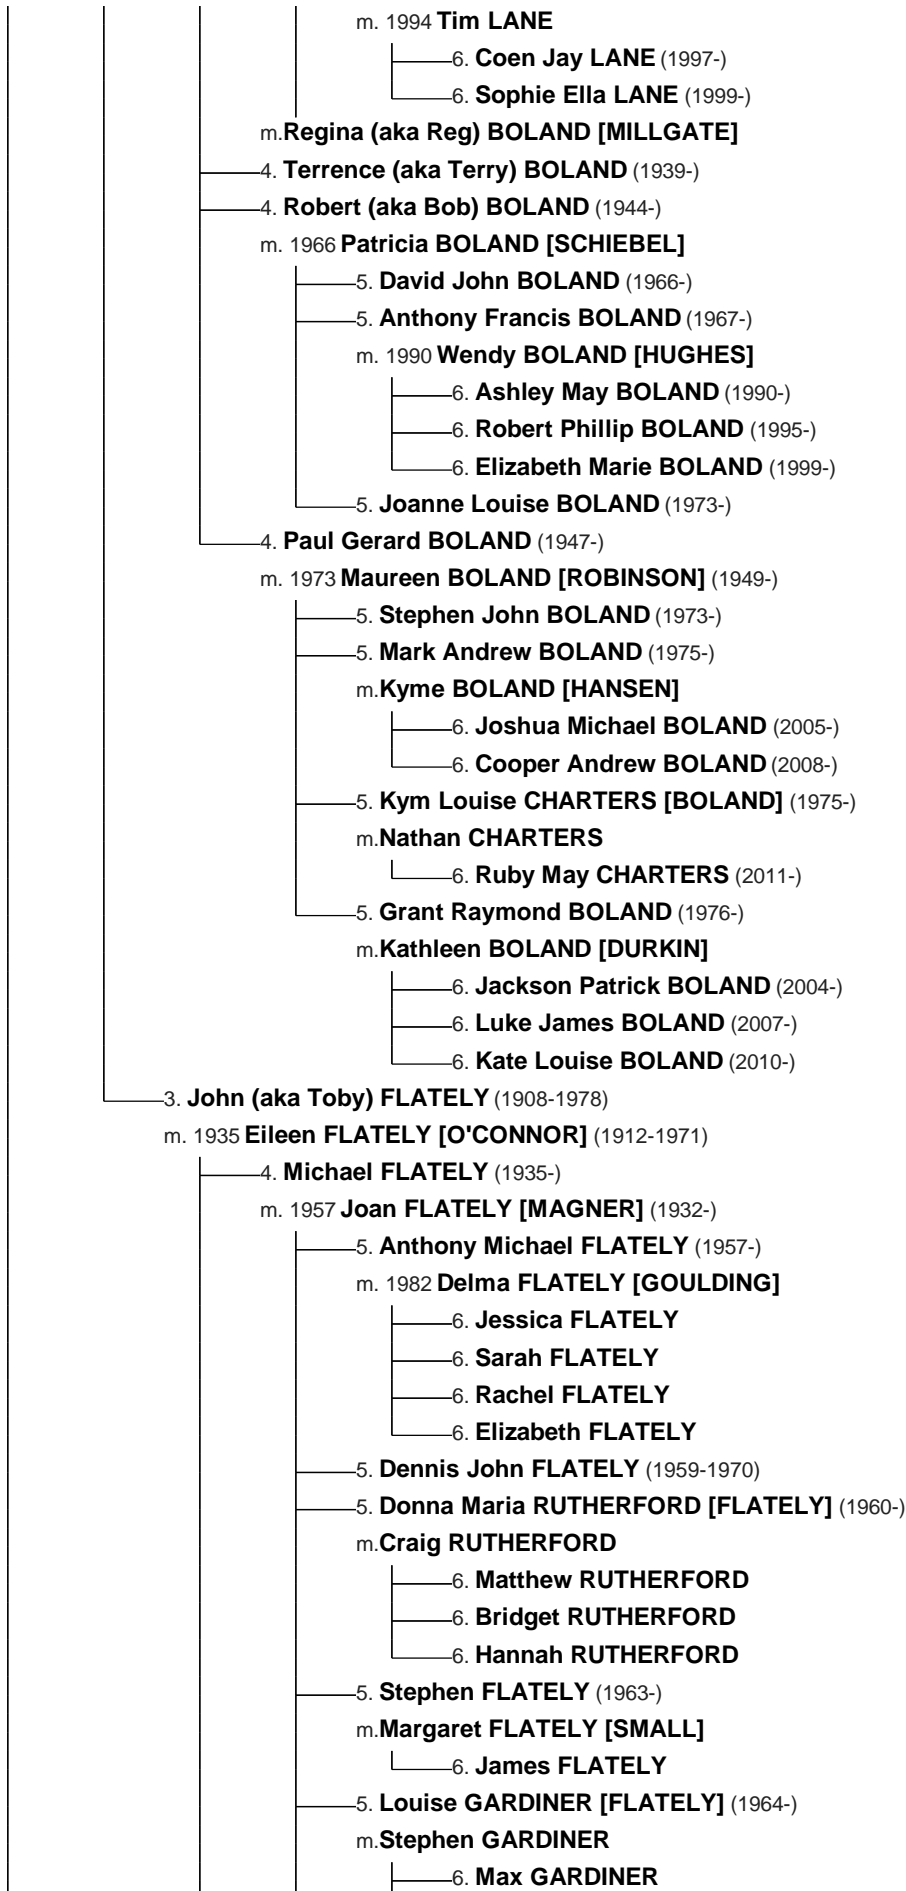 m. 1994 Tim LANE
6. Coen Jay LANE (1997-)
6. Sophie Ella LANE (1999-)
m.Regina (aka Reg) BOLAND [MILLGATE]
4. Terrence (aka Terry) BOLAND (1939-)
4. Robert (aka Bob) BOLAND (1944-)
m. 1966 Patricia BOLAND [SCHIEBEL]
5. David John BOLAND (1966-)
5. Anthony Francis BOLAND (1967-)
m. 1990 Wendy BOLAND [HUGHES]
6. Ashley May BOLAND (1990-)
6. Robert Phillip BOLAND (1995-)
6. Elizabeth Marie BOLAND (1999-)
5. Joanne Louise BOLAND (1973-)
4. Paul Gerard BOLAND (1947-)
m. 1973 Maureen BOLAND [ROBINSON] (1949-)
5. Stephen John BOLAND (1973-)
5. Mark Andrew BOLAND (1975-)
m.Kyme BOLAND [HANSEN]
6. Joshua Michael BOLAND (2005-)
6. Cooper Andrew BOLAND (2008-)
5. Kym Louise CHARTERS [BOLAND] (1975-)
m.Nathan CHARTERS
6. Ruby May CHARTERS (2011-)
5. Grant Raymond BOLAND (1976-)
m.Kathleen BOLAND [DURKIN]
6. Jackson Patrick BOLAND (2004-)
6. Luke James BOLAND (2007-)
6. Kate Louise BOLAND (2010-)
3. John (aka Toby) FLATELY (1908-1978)
m. 1935 Eileen FLATELY [O'CONNOR] (1912-1971)
4. Michael FLATELY (1935-)
m. 1957 Joan FLATELY [MAGNER] (1932-)
5. Anthony Michael FLATELY (1957-)
m. 1982 Delma FLATELY [GOULDING]
6. Jessica FLATELY
6. Sarah FLATELY
6. Rachel FLATELY
6. Elizabeth FLATELY
5. Dennis John FLATELY (1959-1970)
5. Donna Maria RUTHERFORD [FLATELY] (1960-)
m.Craig RUTHERFORD
6. Matthew RUTHERFORD
6. Bridget RUTHERFORD
6. Hannah RUTHERFORD
5. Stephen FLATELY (1963-)
m.Margaret FLATELY [SMALL]
6. James FLATELY
5. Louise GARDINER [FLATELY] (1964-)
m.Stephen GARDINER
6. Max GARDINER